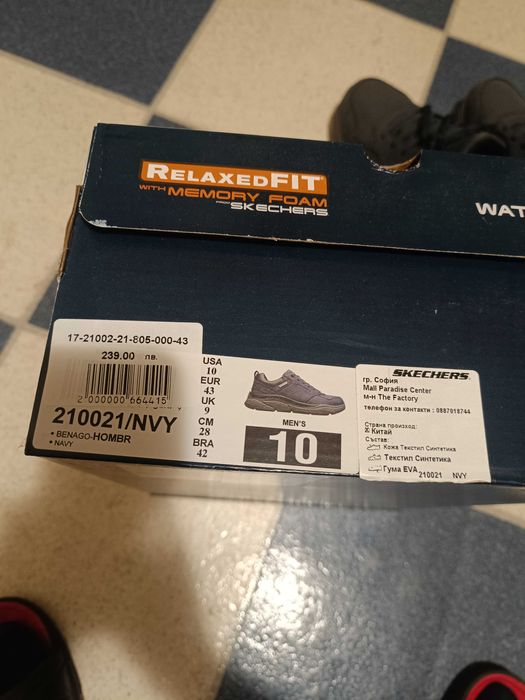 RELAXEDFIT®
WITH MEMORY FOAM
FROM SKECHERS
WAT
17-21002-21-805-000-43
239.00 лв.
2 000000 664415
210021/NVY
• BENAGO-HOMBR
• NAVY
USA
10
EUR
43
UK
9
CM
28
BRA
42
MEN'S
10
SKECHERS
гр. София
Mall Paradise Center
м-н The Factory
телефон за контакти : 0887018744
Страна произход:
Китай
Състав:
Кожа Текстил Синтетика
Текстил Синтетика
Гума EVA 210021 NVY